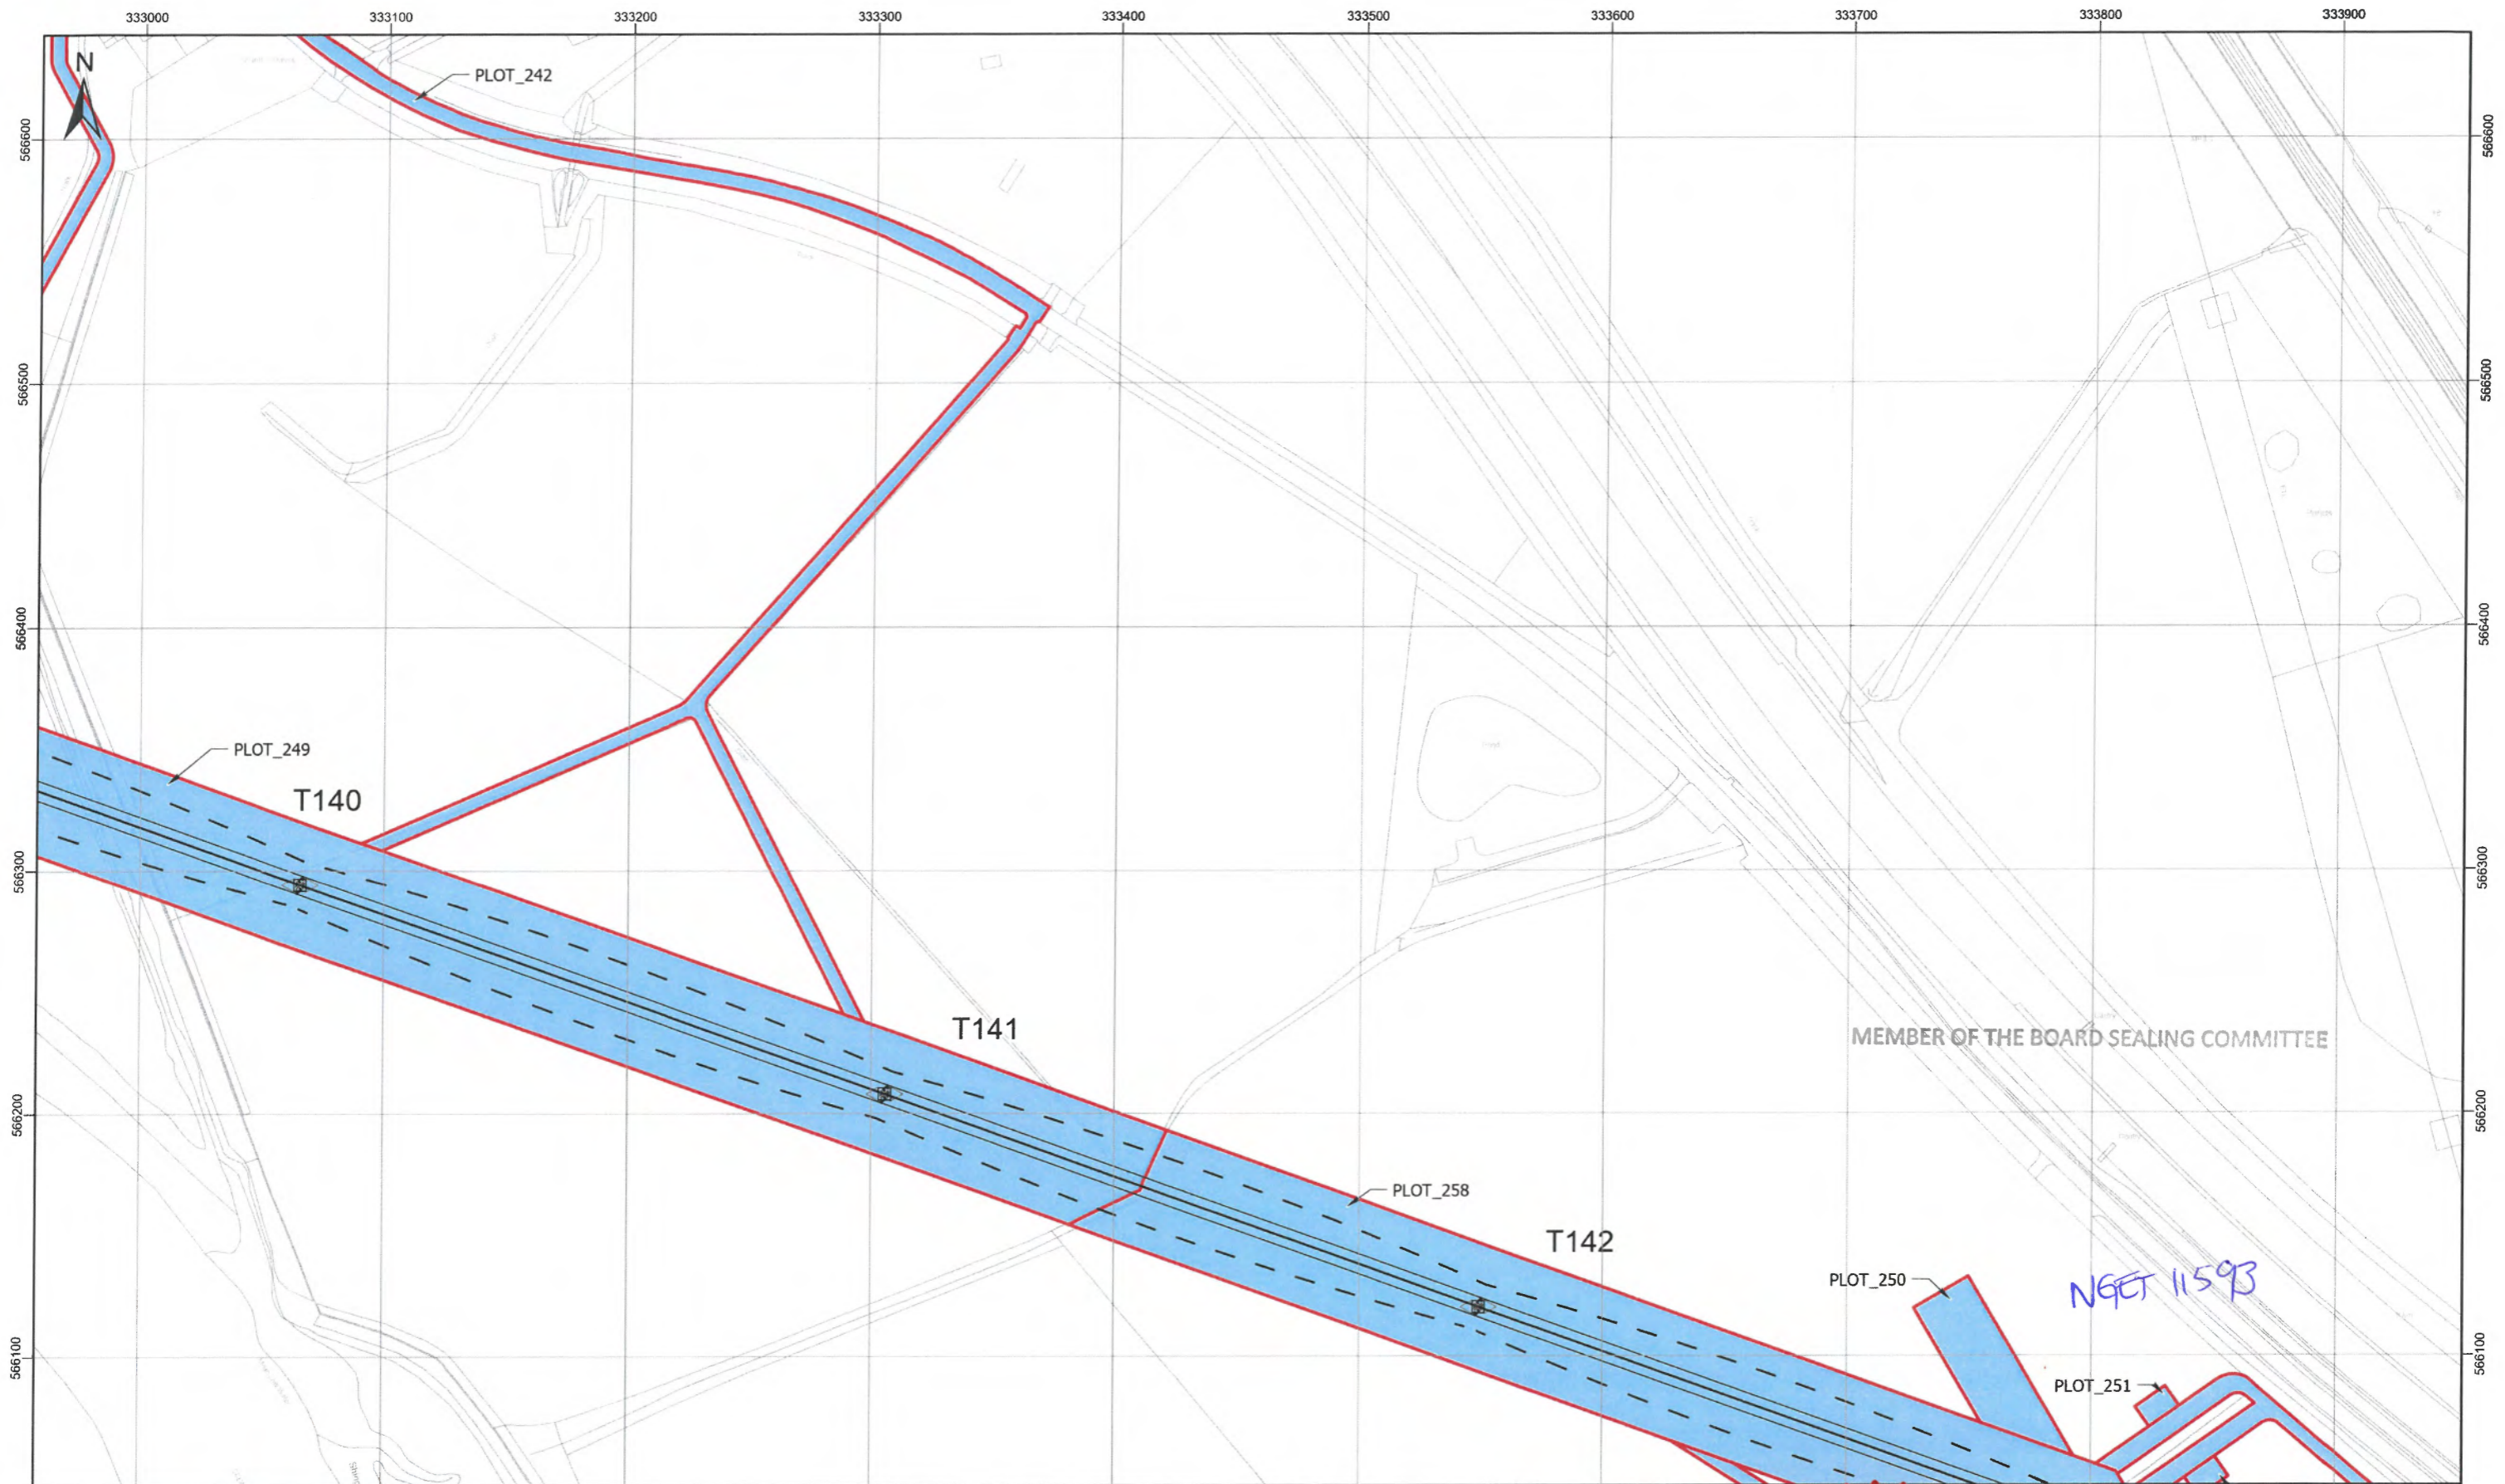 333000 333100 333200 333300 333400 333500 333600 333700 333800 333900
N
PLOT_242
566600
566600
566500
566500
566400
566400
PLOT_249
T140
566300
566300
T141
MEMBER OF THE BOARD SEALING COMMITTEE
566200
566200
PLOT_258
T142
PLOT_250
NGET 11593
566100
566100
PLOT_251